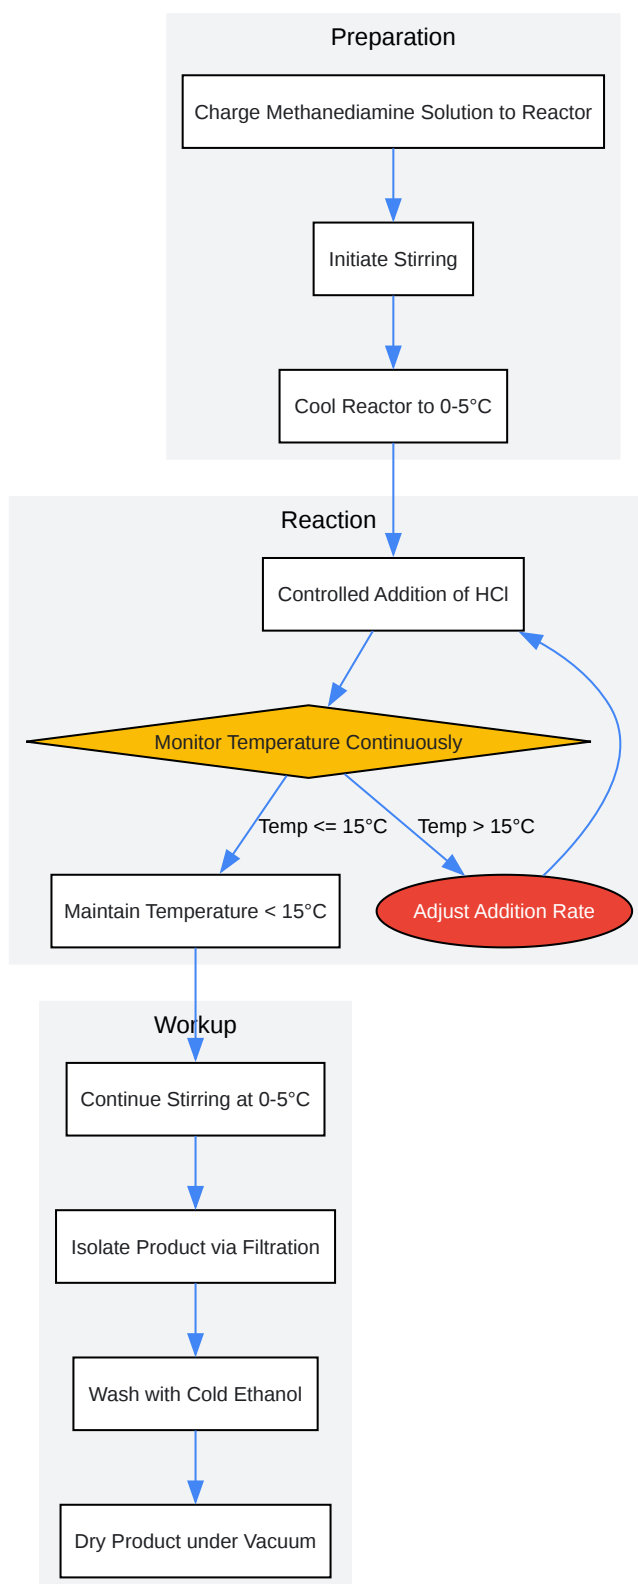 Preparation
Charge Methanediamine Solution to Reactor
Initiate Stirring
Cool Reactor to 0-5°C
Reaction
Controlled Addition of HCl
Monitor Temperature Continuously
Temp <= 15°C
Temp > 15°C
Maintain Temperature < 15°C
Adjust Addition Rate
Workup
Continue Stirring at 0-5°C
Isolate Product via Filtration
Wash with Cold Ethanol
Dry Product under Vacuum